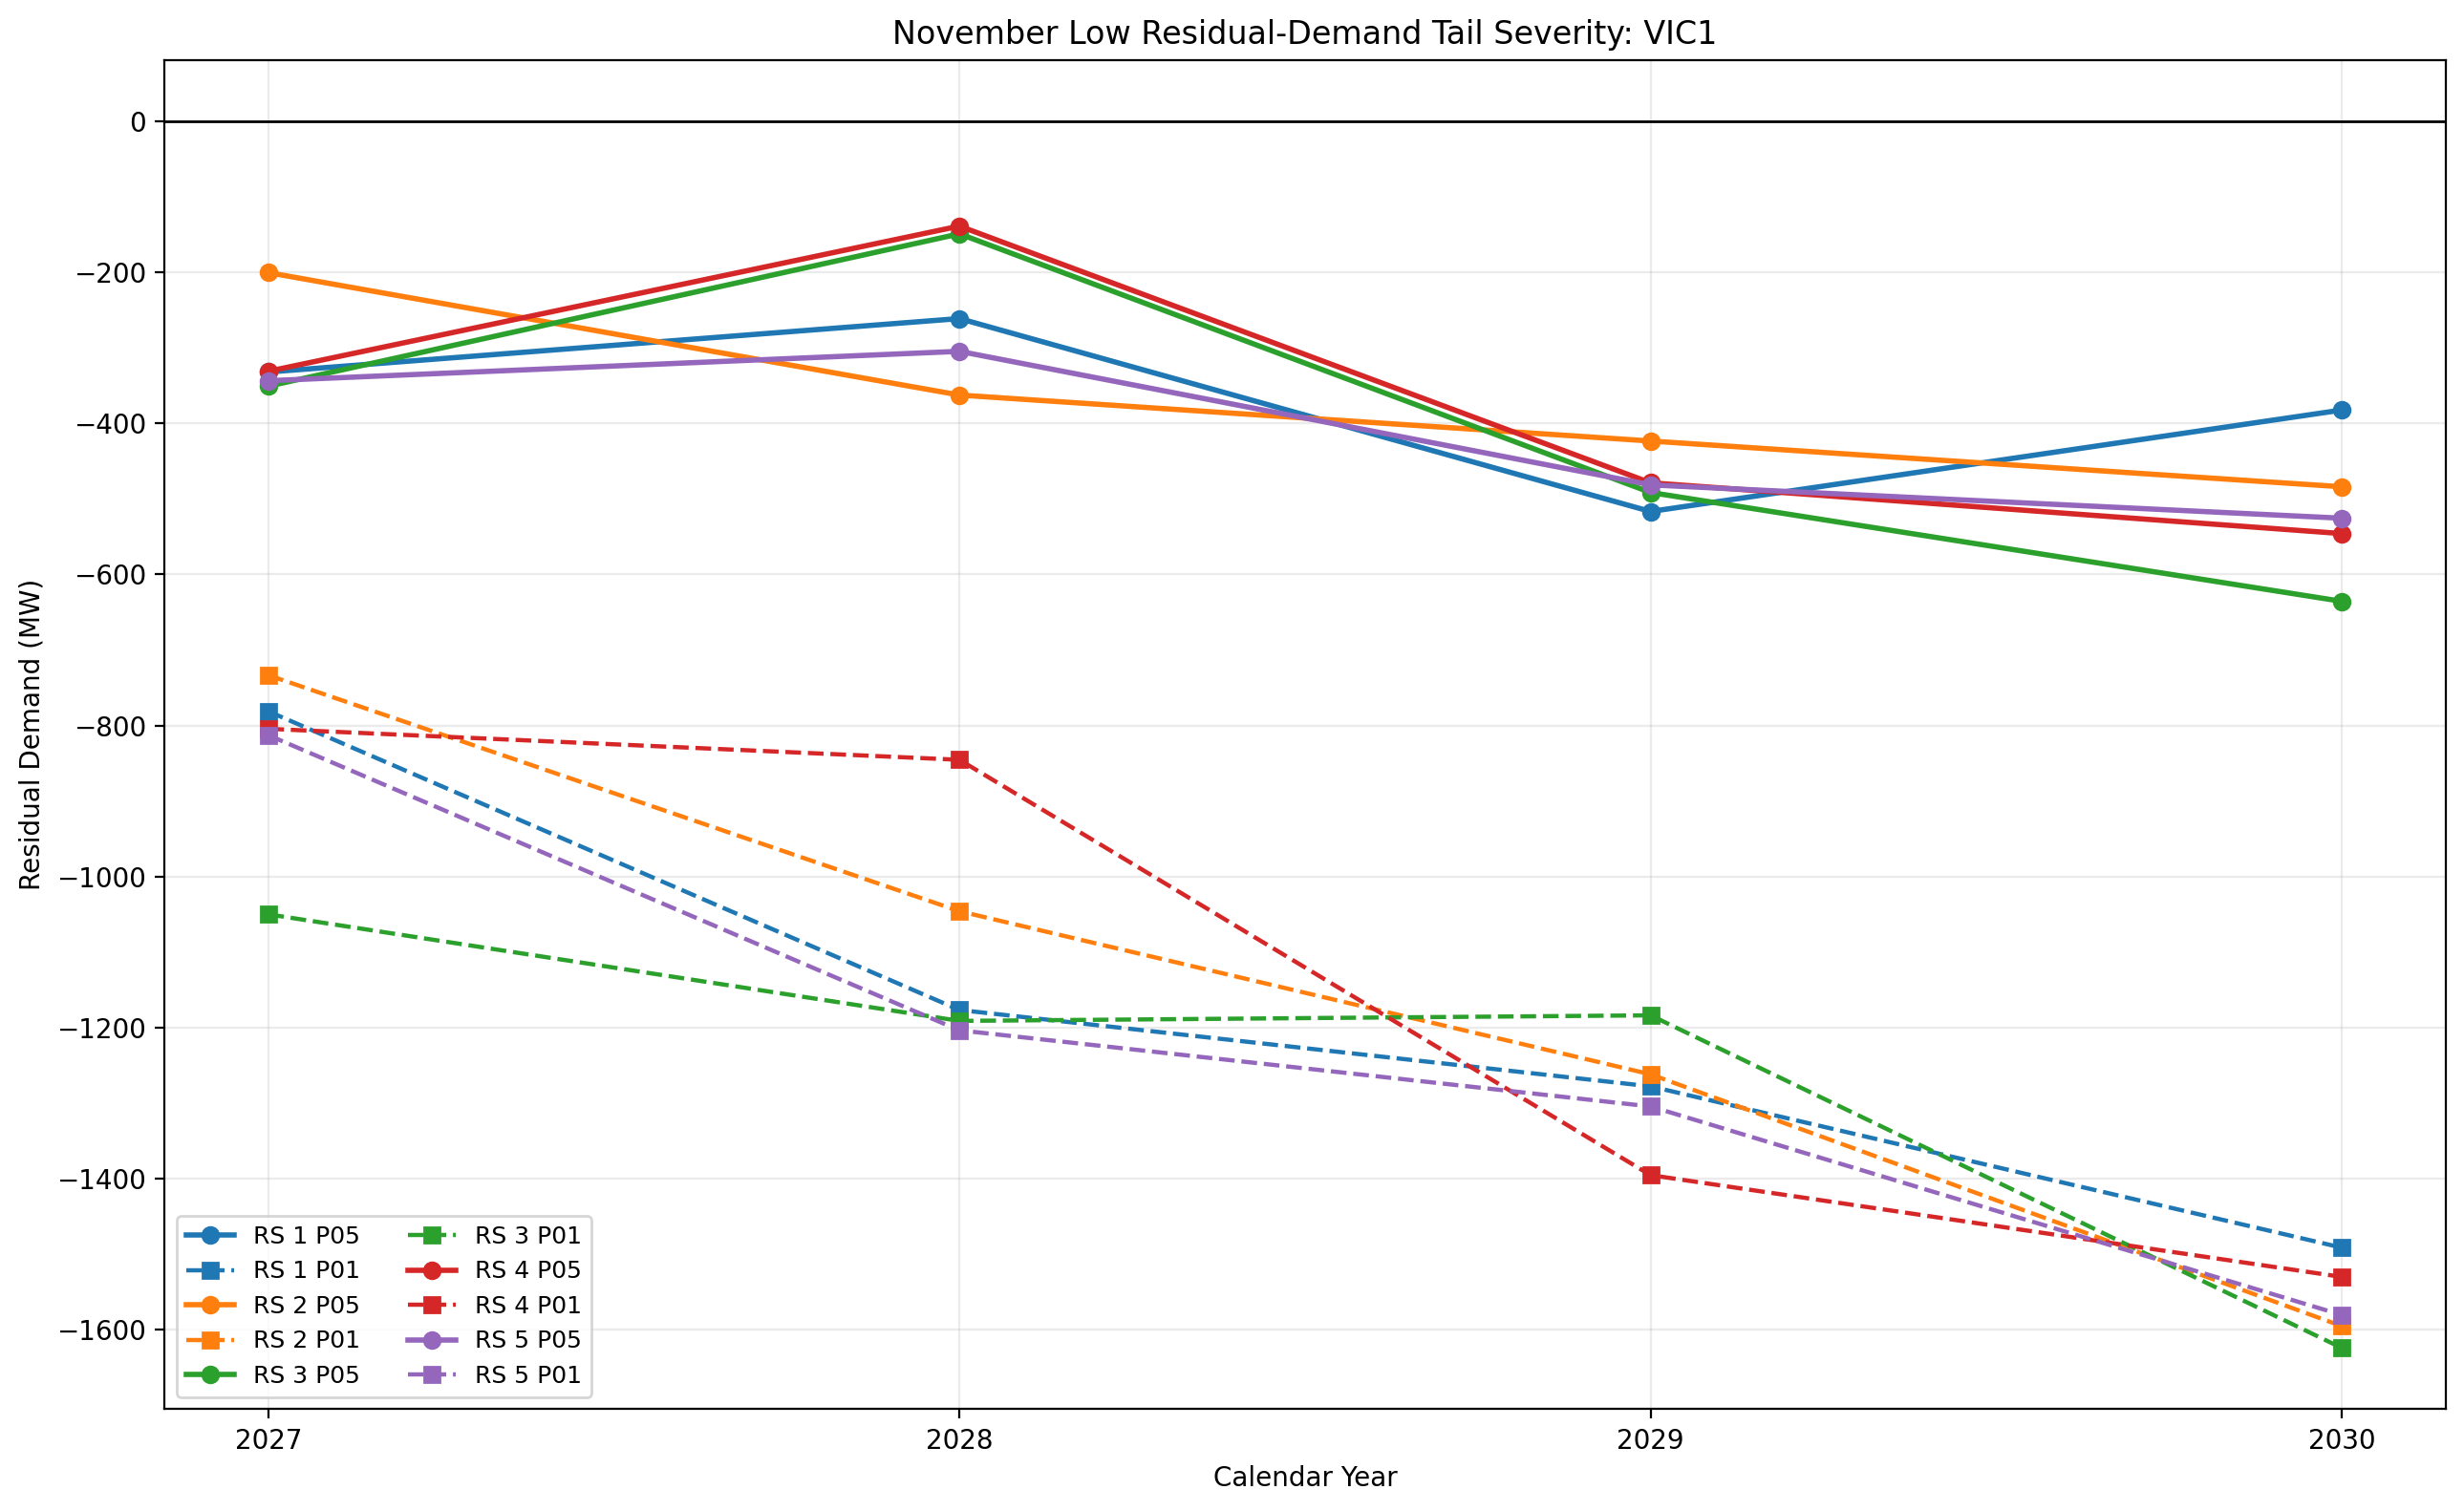 November Low Residual-Demand Tail Severity: VIC1
Residual Demand (MW)
0
−200
−400
−600
−800
−1000
−1200
−1400
−1600
RS 1 P05
RS 1 P01
RS 2 P05
RS 2 P01
RS 3 P05
RS 3 P01
RS 4 P05
RS 4 P01
RS 5 P05
RS 5 P01
2027
2028
2029
2030
Calendar Year